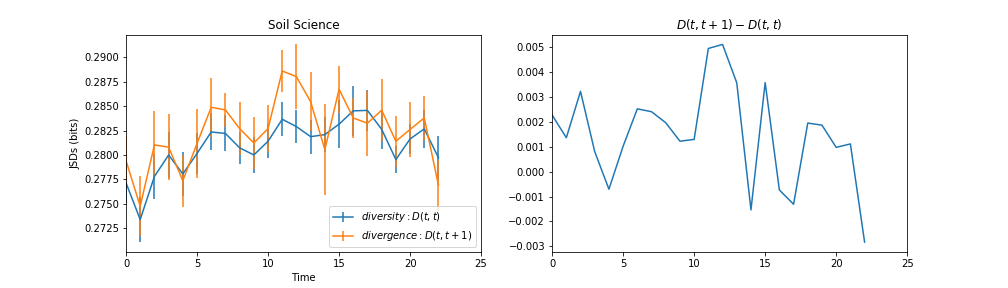 Soil Science
JSDs (bits)
0.2900
0.2875
0.2850
0.2825
0.2800
0.2775
0.2750
0.2725
diversity: D(t, t)
divergence: D(t, t + 1)
0 5 10 15 20 25
Time
D(t, t + 1) − D(t, t)
0.005
0.004
0.003
0.002
0.001
0.000
−0.001
−0.002
−0.003
0 5 10 15 20 25